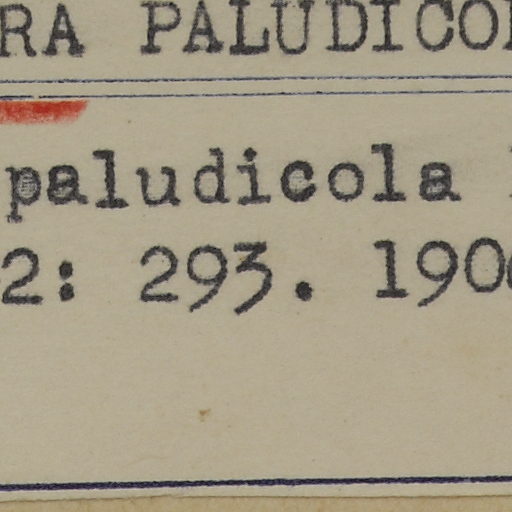 RA PALUDICO
paludicola
2: 293. 190